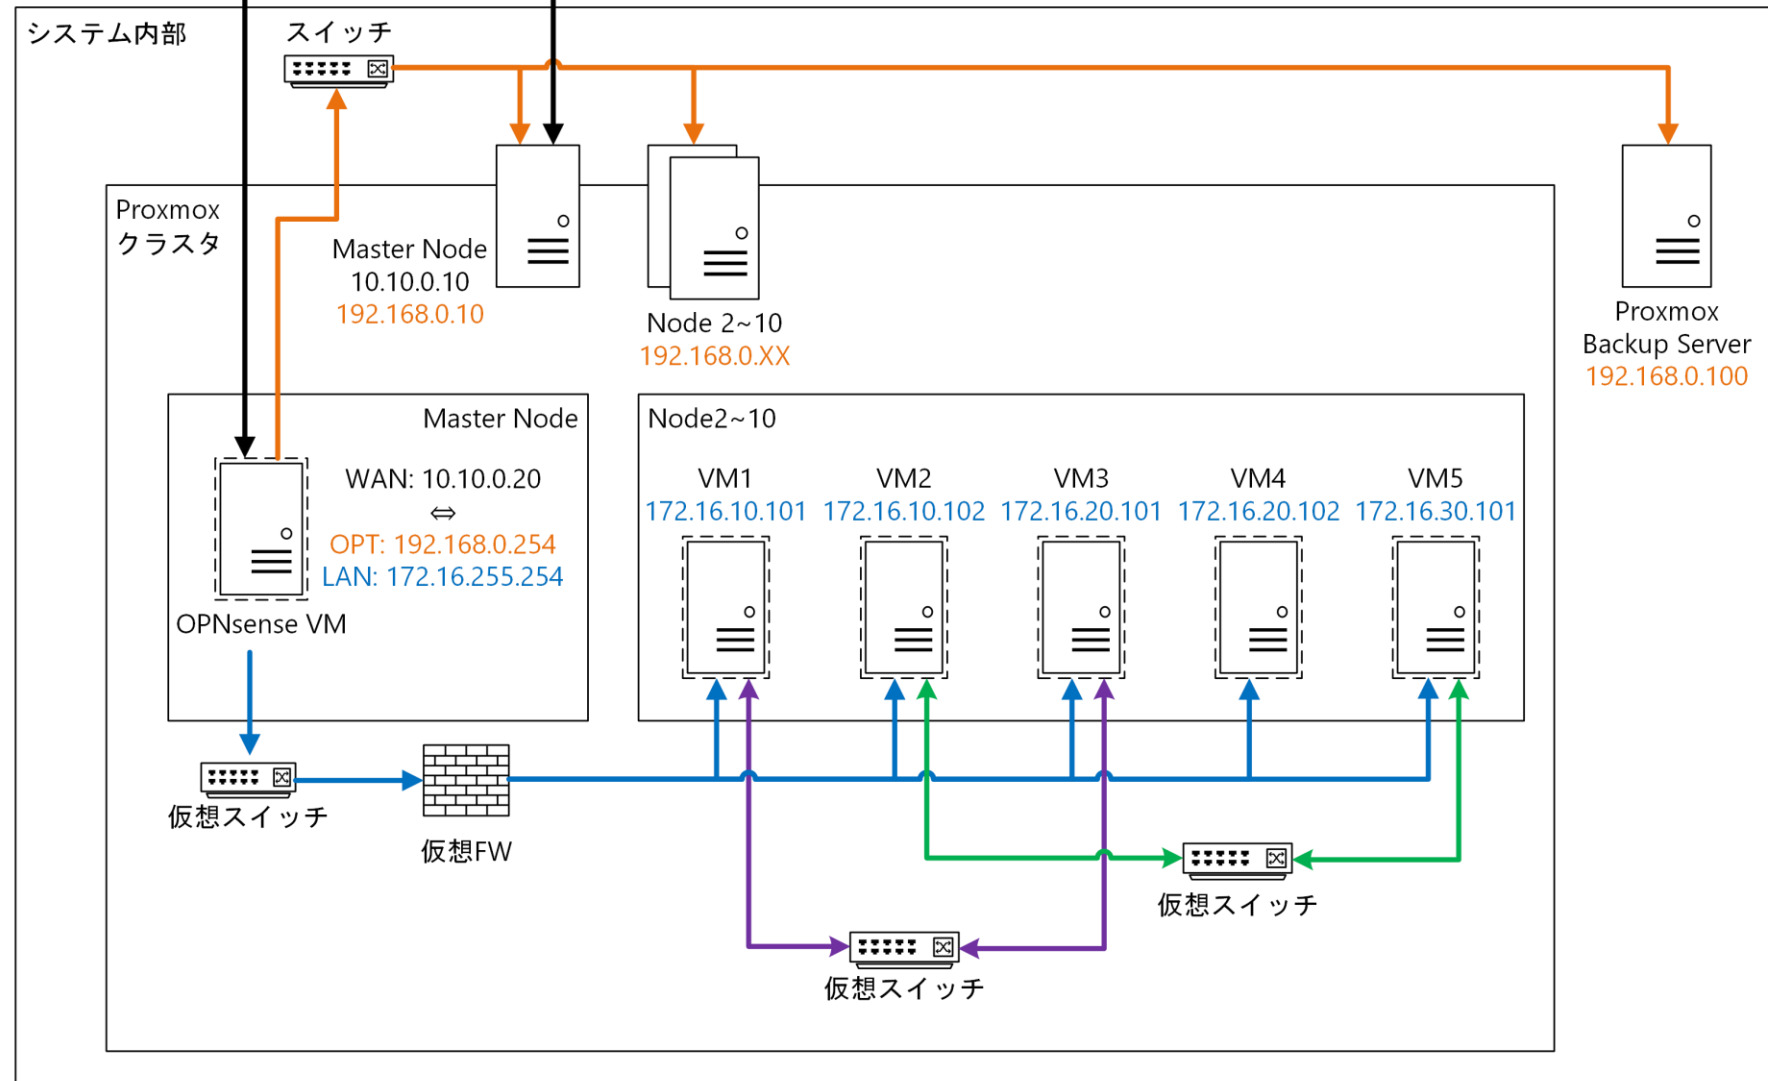 システム内部
スイッチ
Proxmox
クラスタ
Master Node
10.10.0.10
192.168.0.10
Node 2~10
192.168.0.XX
Proxmox
Backup Server
192.168.0.100
Master Node
WAN: 10.10.0.20
⇔
OPT: 192.168.0.254
LAN: 172.16.255.254
OPNsense VM
Node2~10
VM1
172.16.10.101
VM2
172.16.10.102
VM3
172.16.20.101
VM4
172.16.20.102
VM5
172.16.30.101
仮想スイッチ
仮想FW
仮想スイッチ
仮想スイッチ